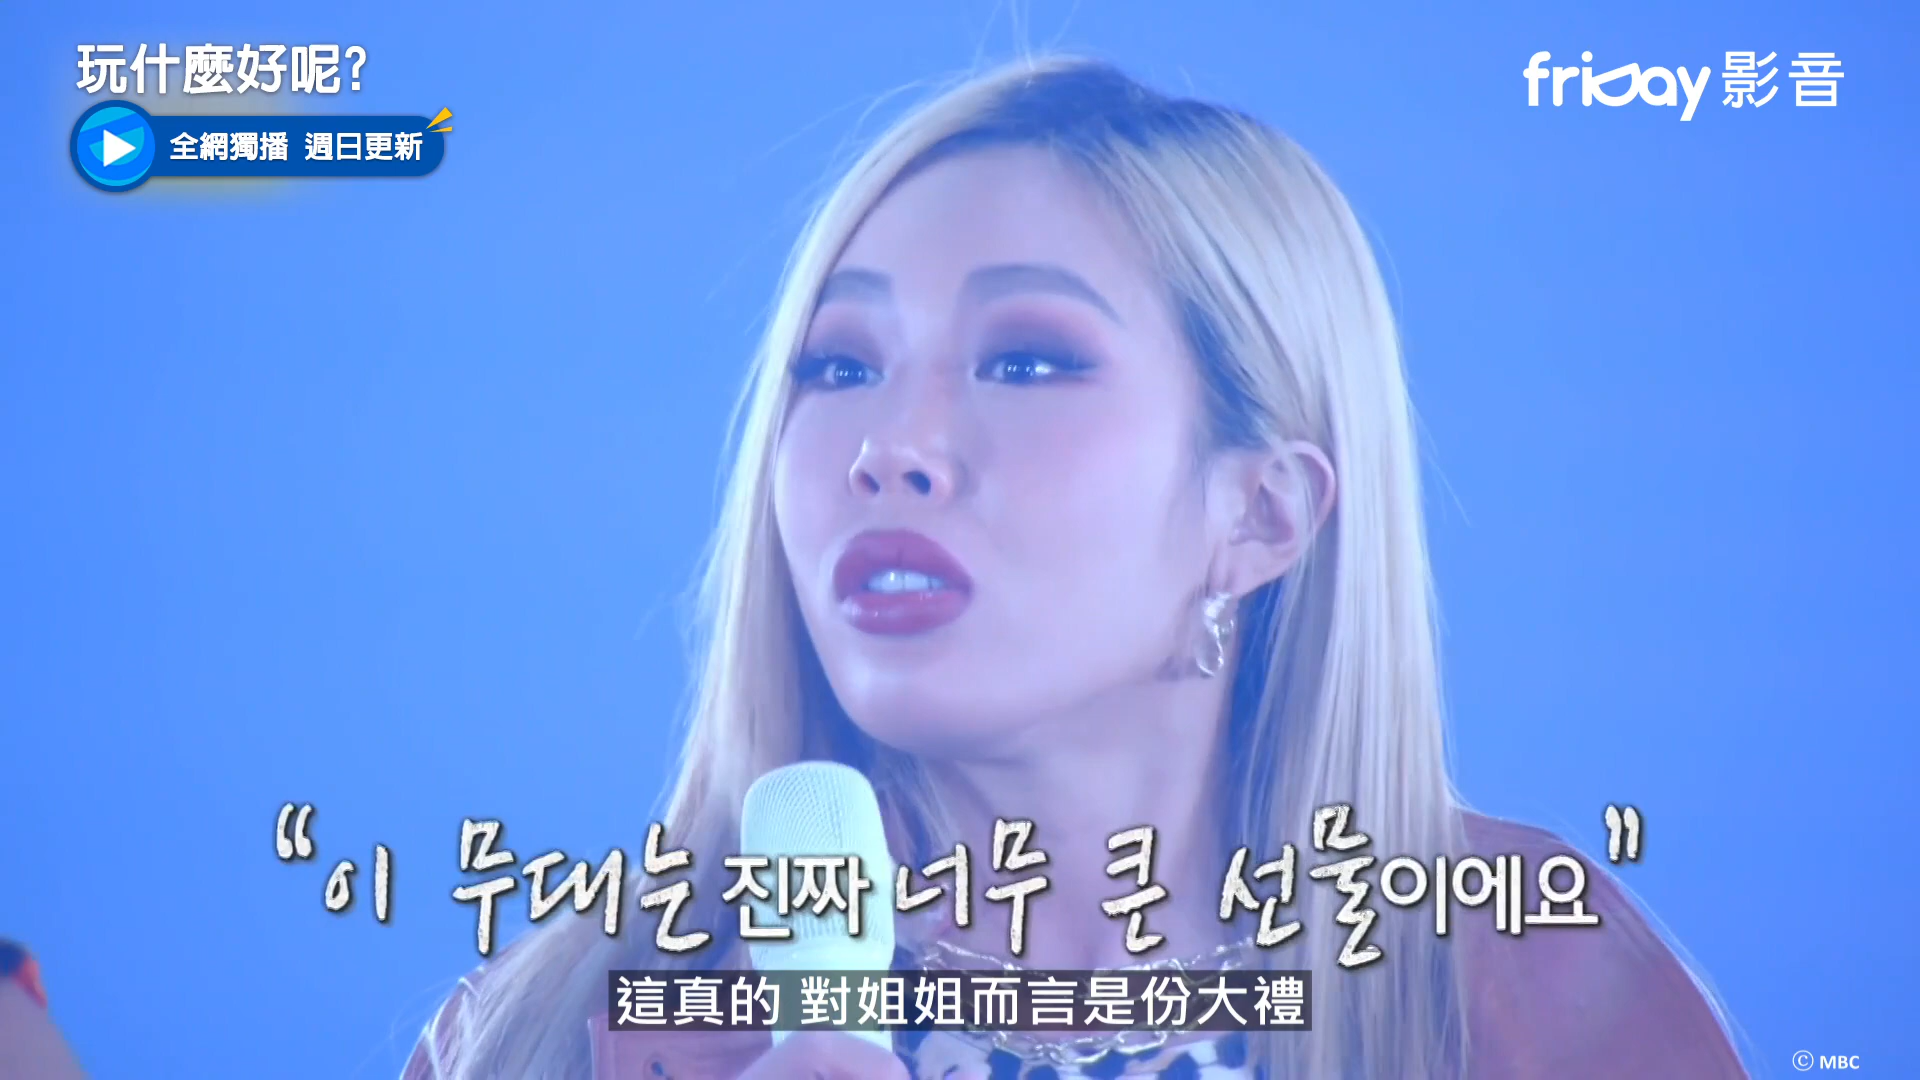 玩什麼好呢?
friday影音
全網獨播 週日更新
“이 무대는 진짜 너무 큰 선물이에요”
這真的 對姐姐而言是份大禮
ⓒ MBC